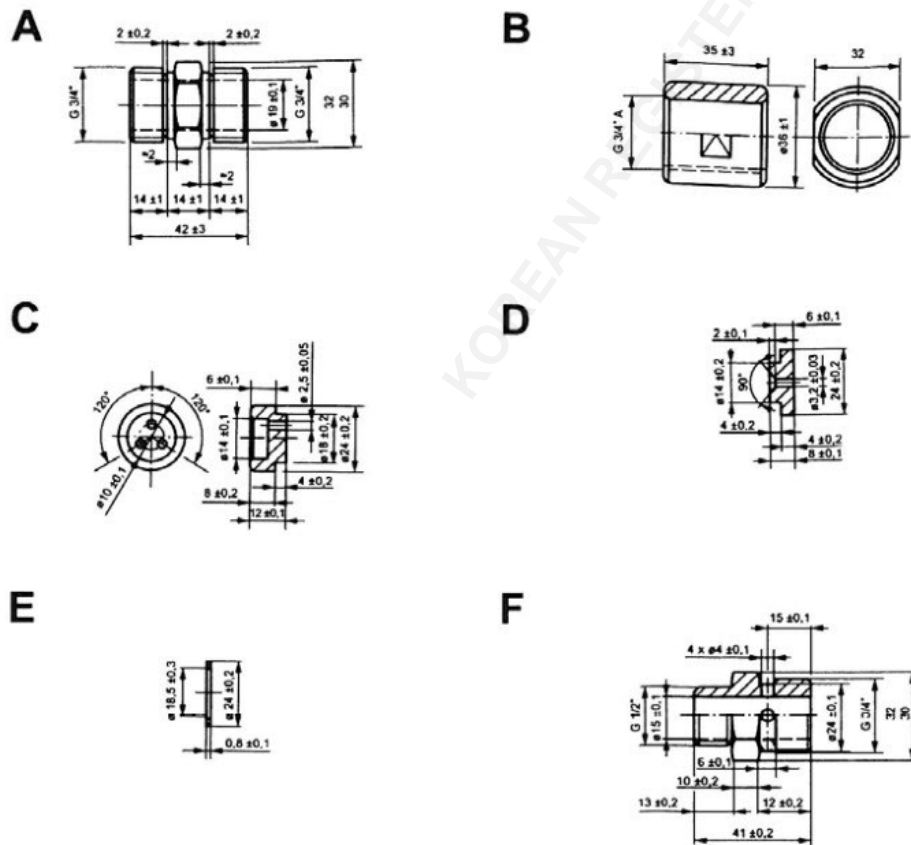 A
2 ±0,2
2 ±0,2
G 3/4"
ø 19 ±0,1
G 3/4"
32
30
≈2
≈2
14 ±1
14 ±1
14 ±1
42 ±3
B
35 ±3
32
G 3/4" A
ø38 ±1
KOREAN REGISTER
C
120°
120°
ø10 ±0,1
6 ±0,1
ø 2,5 ±0,05
ø14 ±0,1
ø18 ±0,2
ø24 ±0,2
4 ±0,2
8 ±0,2
12 ±0,1
D
6 ±0,1
2 ±0,1
ø14 ±0,2
90°
ø3,2 ±0,03
24 ±0,2
4 ±0,2
4 ±0,2
8 ±0,1
E
ø 18,5 ±0,3
ø 24 ±0,2
0,8 ±0,1
F
15 ±0,1
4 x ø4 ±0,1
G 1/2"
ø15 ±0,1
ø24 ±0,1
G 3/4"
32
30
6 ±0,1
10 ±0,2
13 ±0,2
12 ±0,2
41 ±0,2